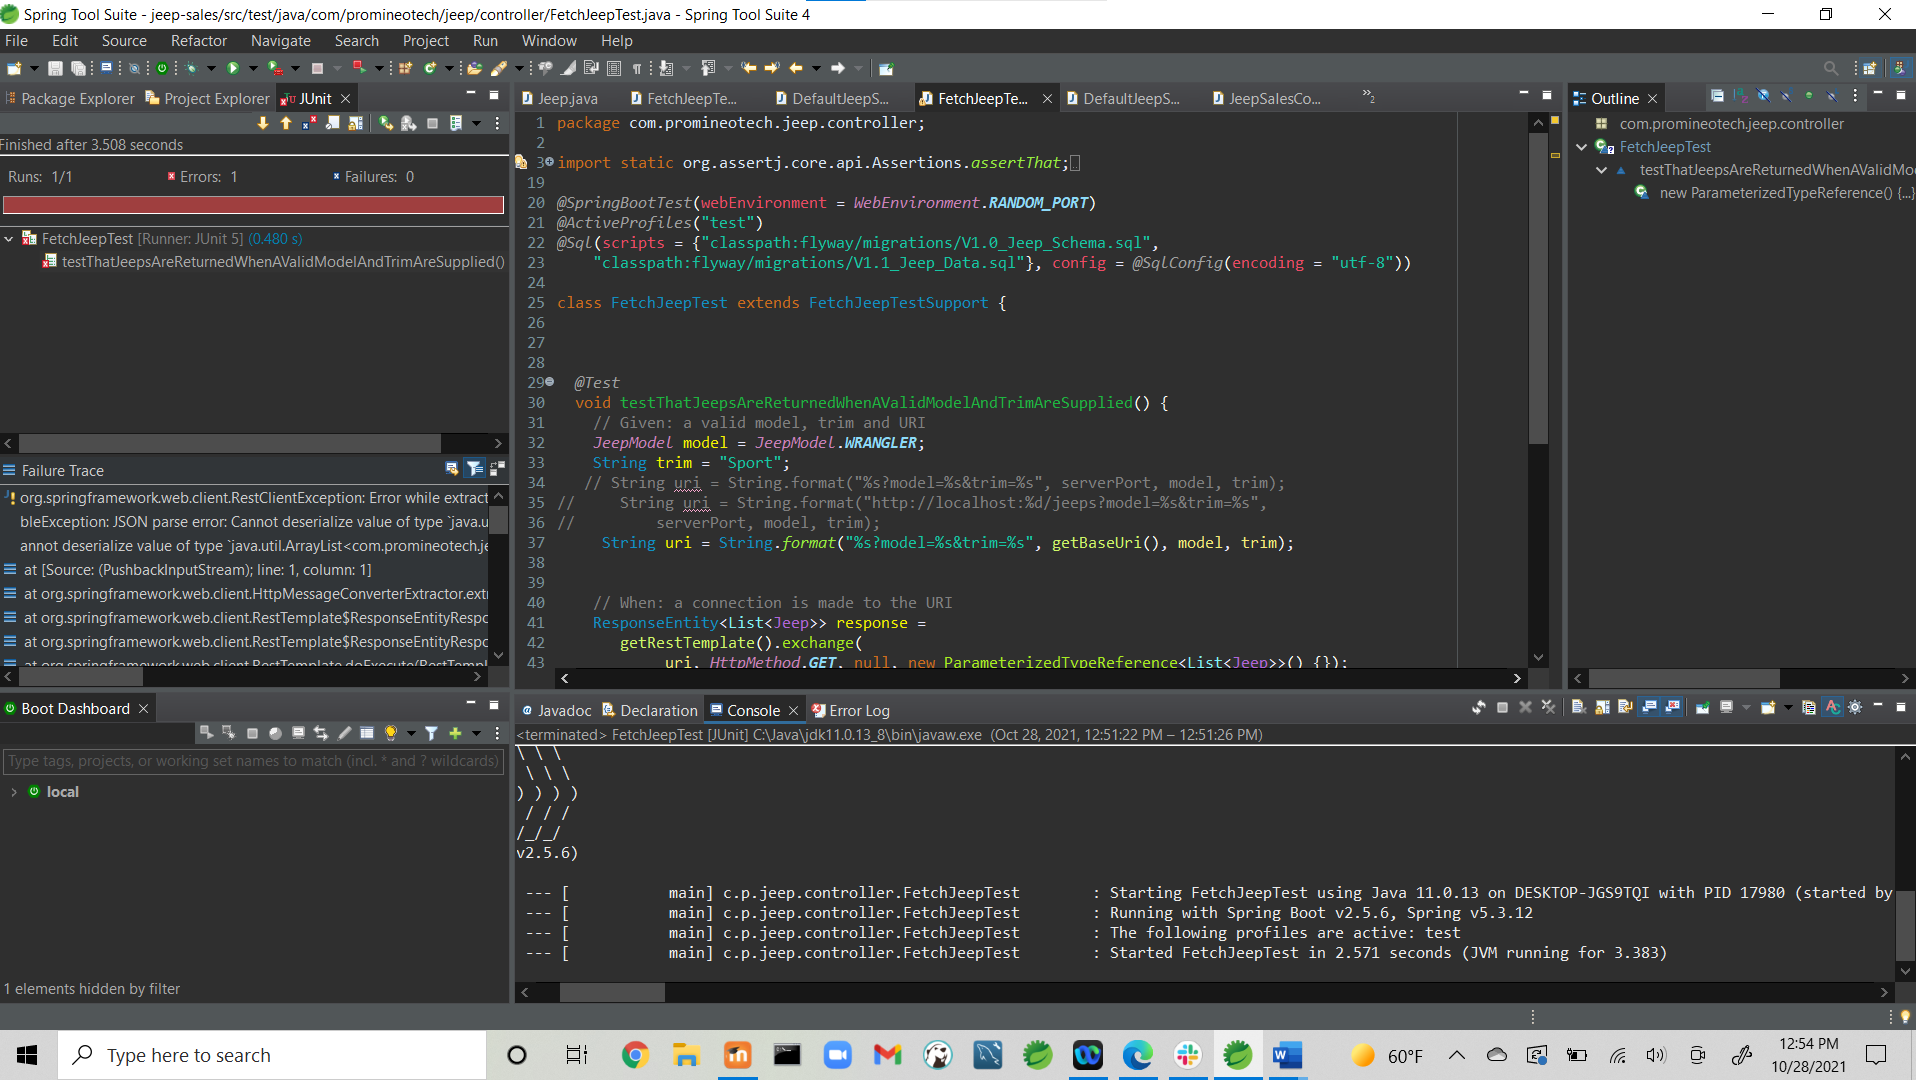 Spring Tool Suite - jeep-sales/src/test/java/com/promineotech/jeep/controller/FetchJeepTest.java - Spring Tool Suite 4
File Edit Source Refactor Navigate Search Project Run Window Help
Package Explorer Project Explorer JUnit
Finished after 3.508 seconds
Runs: 1/1 Errors: 1 Failures: 0
FetchJeepTest [Runner: JUnit 5] (0.480 s)
testThatJeepsAreReturnedWhenAValidModelAndTrimAreSupplied()
Failure Trace
org.springframework.web.client.RestClientException: Error while extract
bleException: JSON parse error: Cannot deserialize value of type `java.u
annot deserialize value of type `java.util.ArrayList<com.promineotech.je
at [Source: (PushbackInputStream); line: 1, column: 1]
at org.springframework.web.client.HttpMessageConverterExtractor.extr
at org.springframework.web.client.RestTemplate$ResponseEntityRespo
at org.springframework.web.client.RestTemplate$ResponseEntityRespo
at org.springframework.web.client.RestTemplate.doExecute(RestTempl
Boot Dashboard
Type tags, projects, or working set names to match (incl. * and ? wildcards)
local
1 elements hidden by filter
Jeep.java FetchJeepTe... DefaultJeepS... FetchJeepTe... DefaultJeepS... JeepSalesCo... »2
1 package com.promineotech.jeep.controller;
2
3 import static org.assertj.core.api.Assertions.assertThat;
19
20 @SpringBootTest(webEnvironment = WebEnvironment.RANDOM_PORT)
21 @ActiveProfiles("test")
22 @Sql(scripts = {"classpath:flyway/migrations/V1.0_Jeep_Schema.sql",
23 "classpath:flyway/migrations/V1.1_Jeep_Data.sql"}, config = @SqlConfig(encoding = "utf-8"))
24
25 class FetchJeepTest extends FetchJeepTestSupport {
26
27
28
29 @Test
30 void testThatJeepsAreReturnedWhenAValidModelAndTrimAreSupplied() {
31 // Given: a valid model, trim and URI
32 JeepModel model = JeepModel.WRANGLER;
33 String trim = "Sport";
34 // String uri = String.format("%s?model=%s&trim=%s", serverPort, model, trim);
35 // String uri = String.format("http://localhost:%d/jeeps?model=%s&trim=%s",
36 // serverPort, model, trim);
37 String uri = String.format("%s?model=%s&trim=%s", getBaseUri(), model, trim);
38
39
40 // When: a connection is made to the URI
41 ResponseEntity<List<Jeep>> response =
42 getRestTemplate().exchange(
43 uri, HttpMethod.GET, null, new ParameterizedTypeReference<List<Jeep>>() {});
Outline
com.promineotech.jeep.controller
FetchJeepTest
testThatJeepsAreReturnedWhenAValidMo
new ParameterizedTypeReference() {...}
Javadoc Declaration Console Error Log
<terminated> FetchJeepTest [JUnit] C:\Java\jdk11.0.13_8\bin\javaw.exe (Oct 28, 2021, 12:51:22 PM – 12:51:26 PM)
\ \ \
\ \ \
) ) ) )
/ / /
/_/_/
v2.5.6)
--- [ main] c.p.jeep.controller.FetchJeepTest : Starting FetchJeepTest using Java 11.0.13 on DESKTOP-JGS9TQI with PID 17980 (started by
--- [ main] c.p.jeep.controller.FetchJeepTest : Running with Spring Boot v2.5.6, Spring v5.3.12
--- [ main] c.p.jeep.controller.FetchJeepTest : The following profiles are active: test
--- [ main] c.p.jeep.controller.FetchJeepTest : Started FetchJeepTest in 2.571 seconds (JVM running for 3.383)
Type here to search
60°F
12:54 PM
10/28/2021